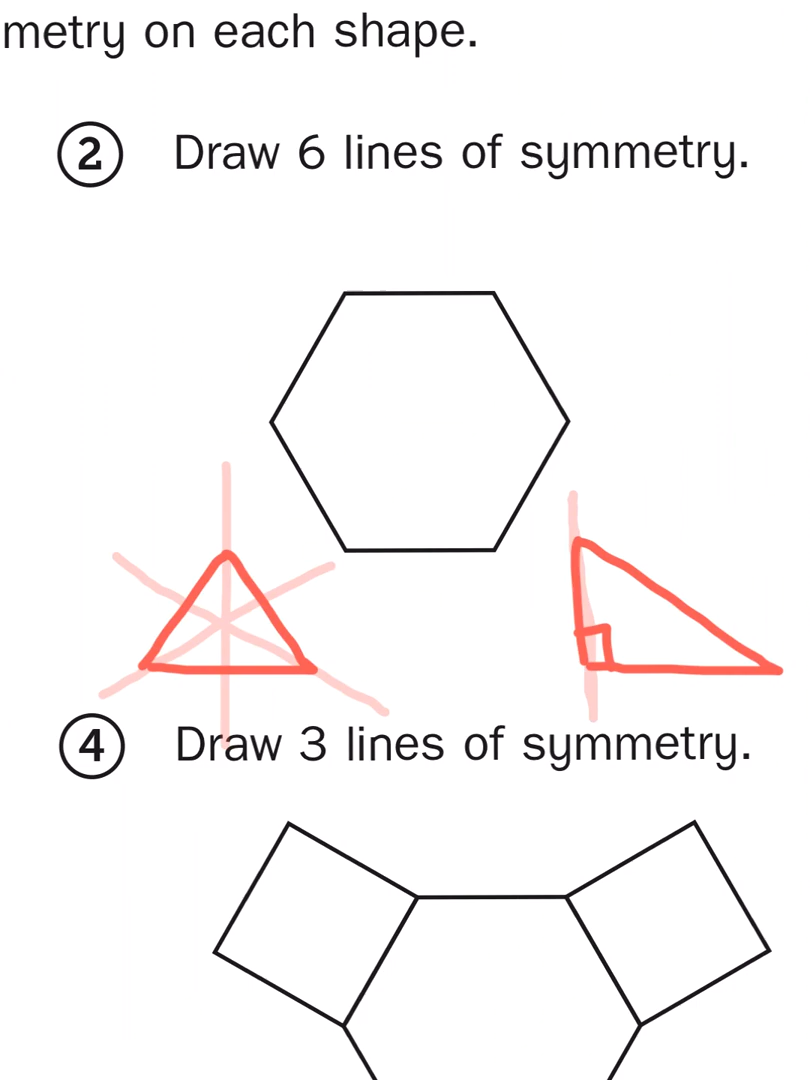 metry on each shape.
2 Draw 6 lines of symmetry.
4 Draw 3 lines of symmetry.